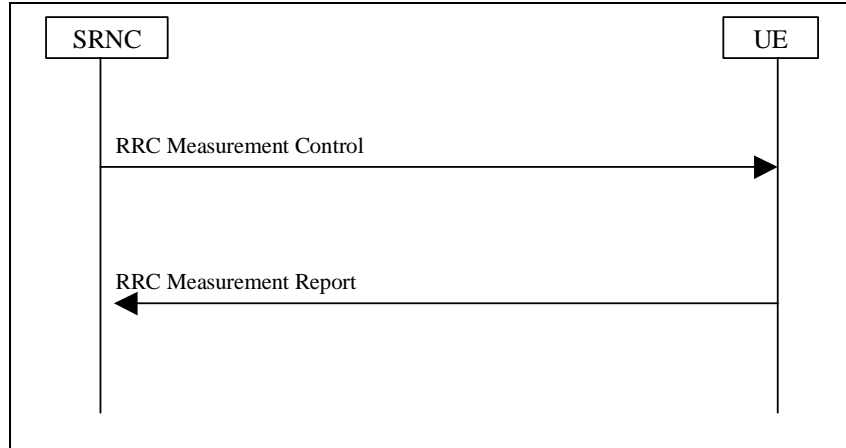 SRNC
UE
RRC Measurement Control
RRC Measurement Report